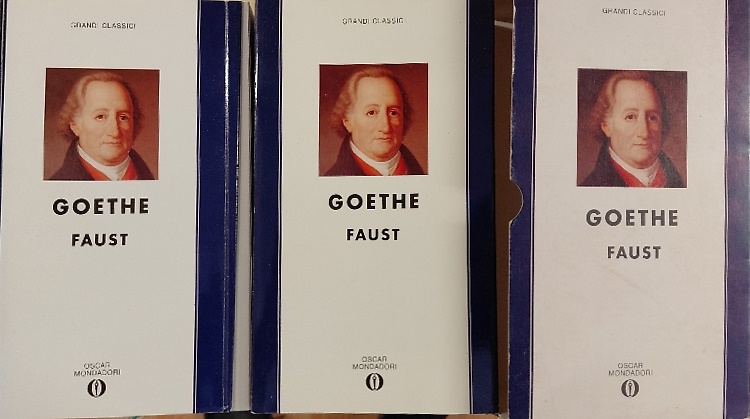 GRANDI CLASSICI
GOETHE
FAUST
OSCAR
MONDADORI
GRANDI CLASSICI
GOETHE
FAUST
OSCAR
MONDADORI
GRANDI CLASSICI
GOETHE
FAUST
OSCAR
MONDADORI